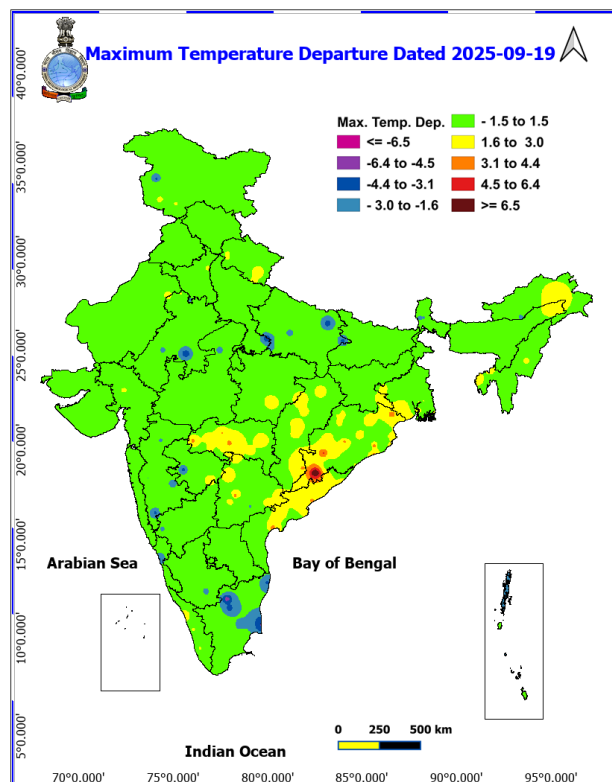 Maximum Temperature Departure Dated 2025-09-19
Max. Temp. Dep.
<= -6.5
-6.4 to -4.5
-4.4 to -3.1
- 3.0 to -1.6
- 1.5 to 1.5
1.6 to 3.0
3.1 to 4.4
4.5 to 6.4
>= 6.5
40°0.000'
35°0.000'
30°0.000'
25°0.000'
20°0.000'
15°0.000'
10°0.000'
5°0.000'
Arabian Sea
Bay of Bengal
Indian Ocean
0 250 500 km
70°0.000' 75°0.000' 80°0.000' 85°0.000' 90°0.000' 95°0.000'